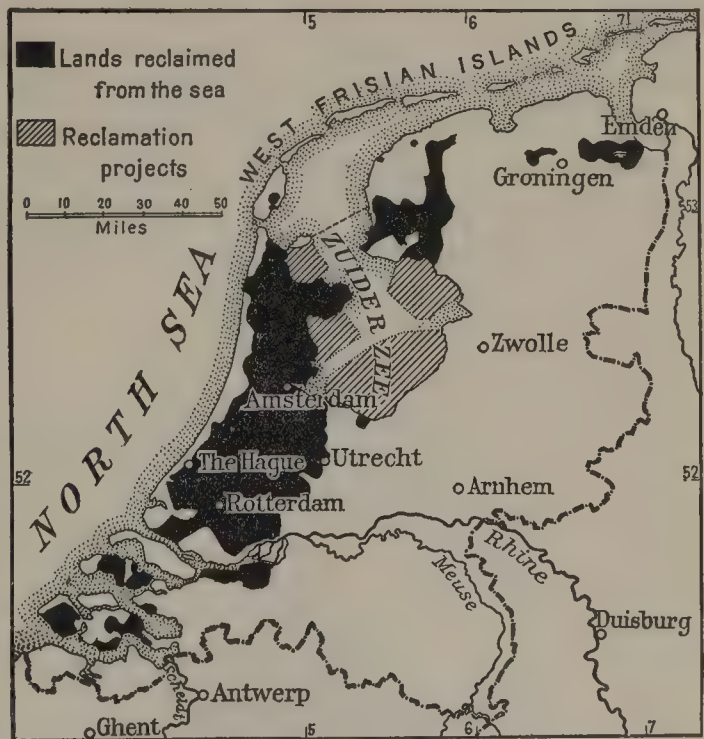 5 6 7
Lands reclaimed
from the sea
Reclamation
projects
0 10 20 30 40 50
Miles
WEST FRISIAN ISLANDS
Emden
Groningen
53
NORTH SEA
ZUIDER ZEE
Zwolle
Amsterdam
The Hague
Utrecht
52
52
Arnhem
Rotterdam
Rhine
Meuse
Duisburg
Scheldt
Antwerp
Ghent
5 6 7